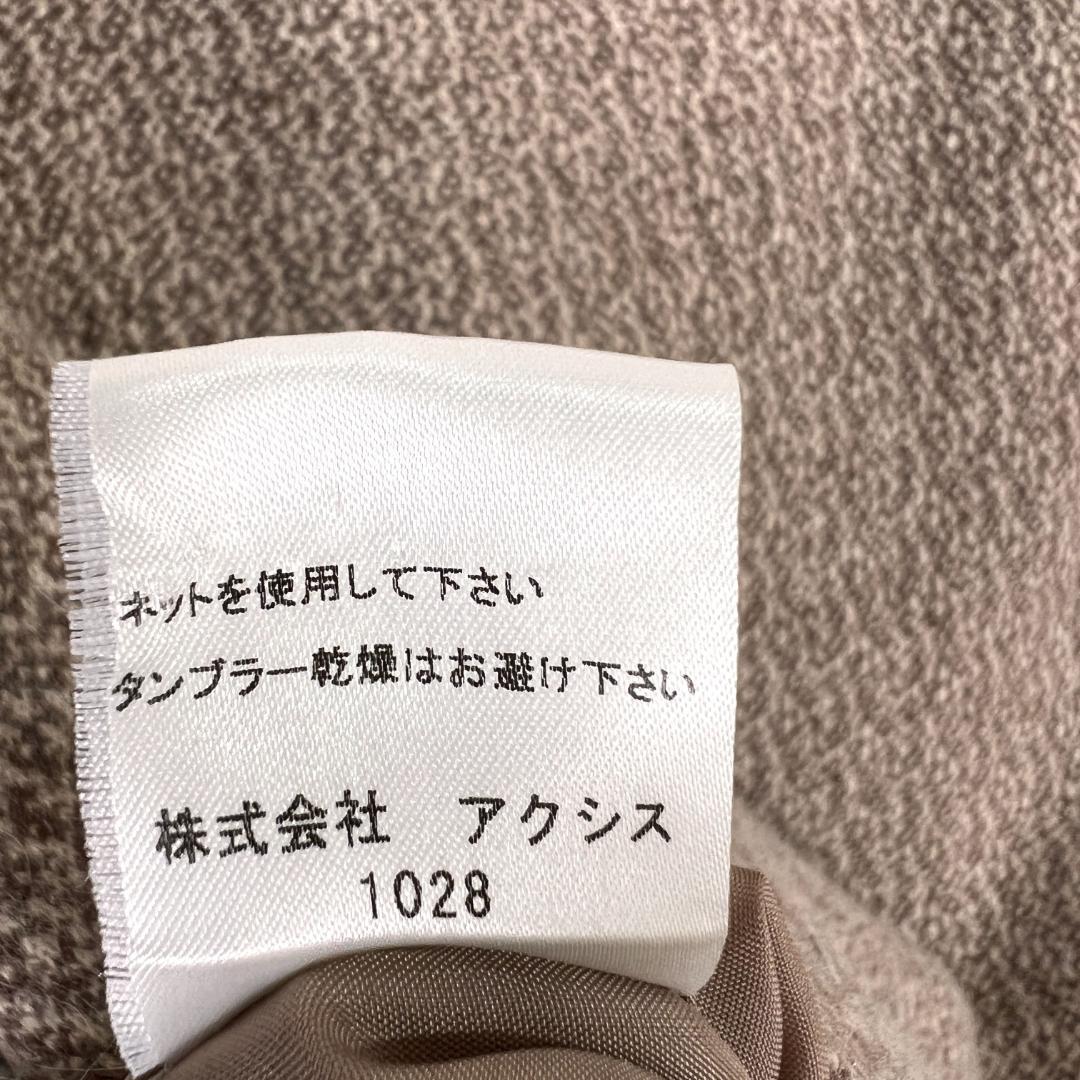 ネットを使用して下さい
タンブラー乾燥はお避け下さい
株式会社 アクシス
1028